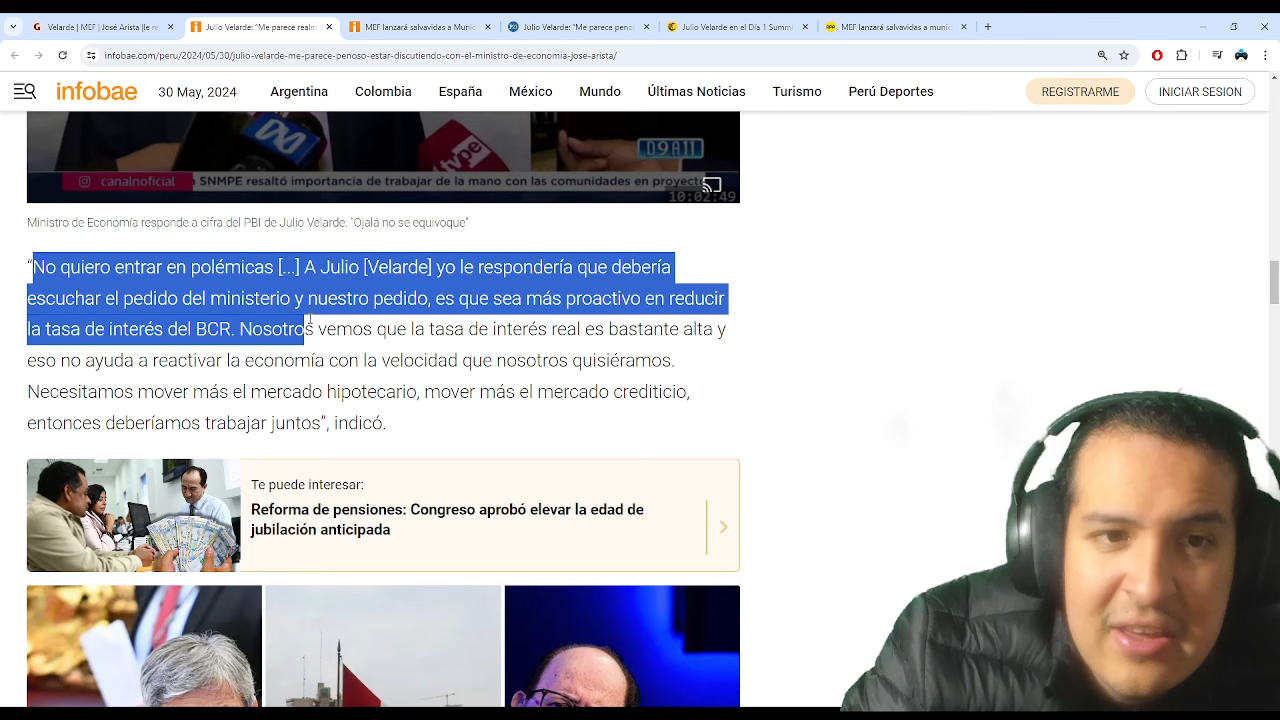 Velarde | MEF | José Arista [le re
Julio Velarde: “Me parece realm
MEF lanzará salvavidas a Munic
Julio Velarde: “Me parece peno
Julio Velarde en el Día 1 Summi
MEF lanzará salvavidas a munic
infobae.com/peru/2024/05/30/julio-velarde-me-parece-penoso-estar-discutiendo-con-el-ministro-de-economia-jose-arista/
infobae 30 May, 2024 Argentina Colombia España México Mundo Últimas Noticias Turismo Perú Deportes REGISTRARME INICIAR SESION
tvpe
09A11
canalnoficial SNMPE resaltó importancia de trabajar de la mano con las comunidades en proyect
10:02:49
Ministro de Economía responde a cifra del PBI de Julio Velarde: "Ojalá no se equivoque"
“No quiero entrar en polémicas [...] A Julio [Velarde] yo le respondería que debería
escuchar el pedido del ministerio y nuestro pedido, es que sea más proactivo en reducir
la tasa de interés del BCR. Nosotros vemos que la tasa de interés real es bastante alta y
eso no ayuda a reactivar la economía con la velocidad que nosotros quisiéramos.
Necesitamos mover más el mercado hipotecario, mover más el mercado crediticio,
entonces deberíamos trabajar juntos”, indicó.
Te puede interesar:
Reforma de pensiones: Congreso aprobó elevar la edad de
jubilación anticipada